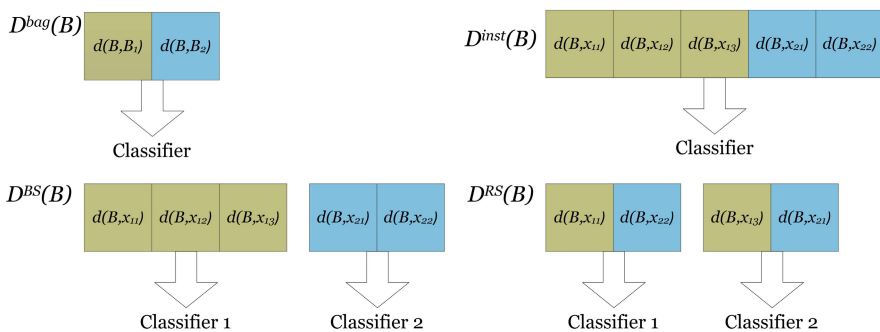 D^bag(B)
d(B,B₁) d(B,B₂)
Classifier
D^inst(B)
d(B,x₁₁) d(B,x₁₂) d(B,x₁₃) d(B,x₂₁) d(B,x₂₂)
Classifier
D^BS(B)
d(B,x₁₁) d(B,x₁₂) d(B,x₁₃) d(B,x₂₁) d(B,x₂₂)
Classifier 1 Classifier 2
D^RS(B)
d(B,x₁₁) d(B,x₂₂) d(B,x₁₃) d(B,x₂₁)
Classifier 1 Classifier 2